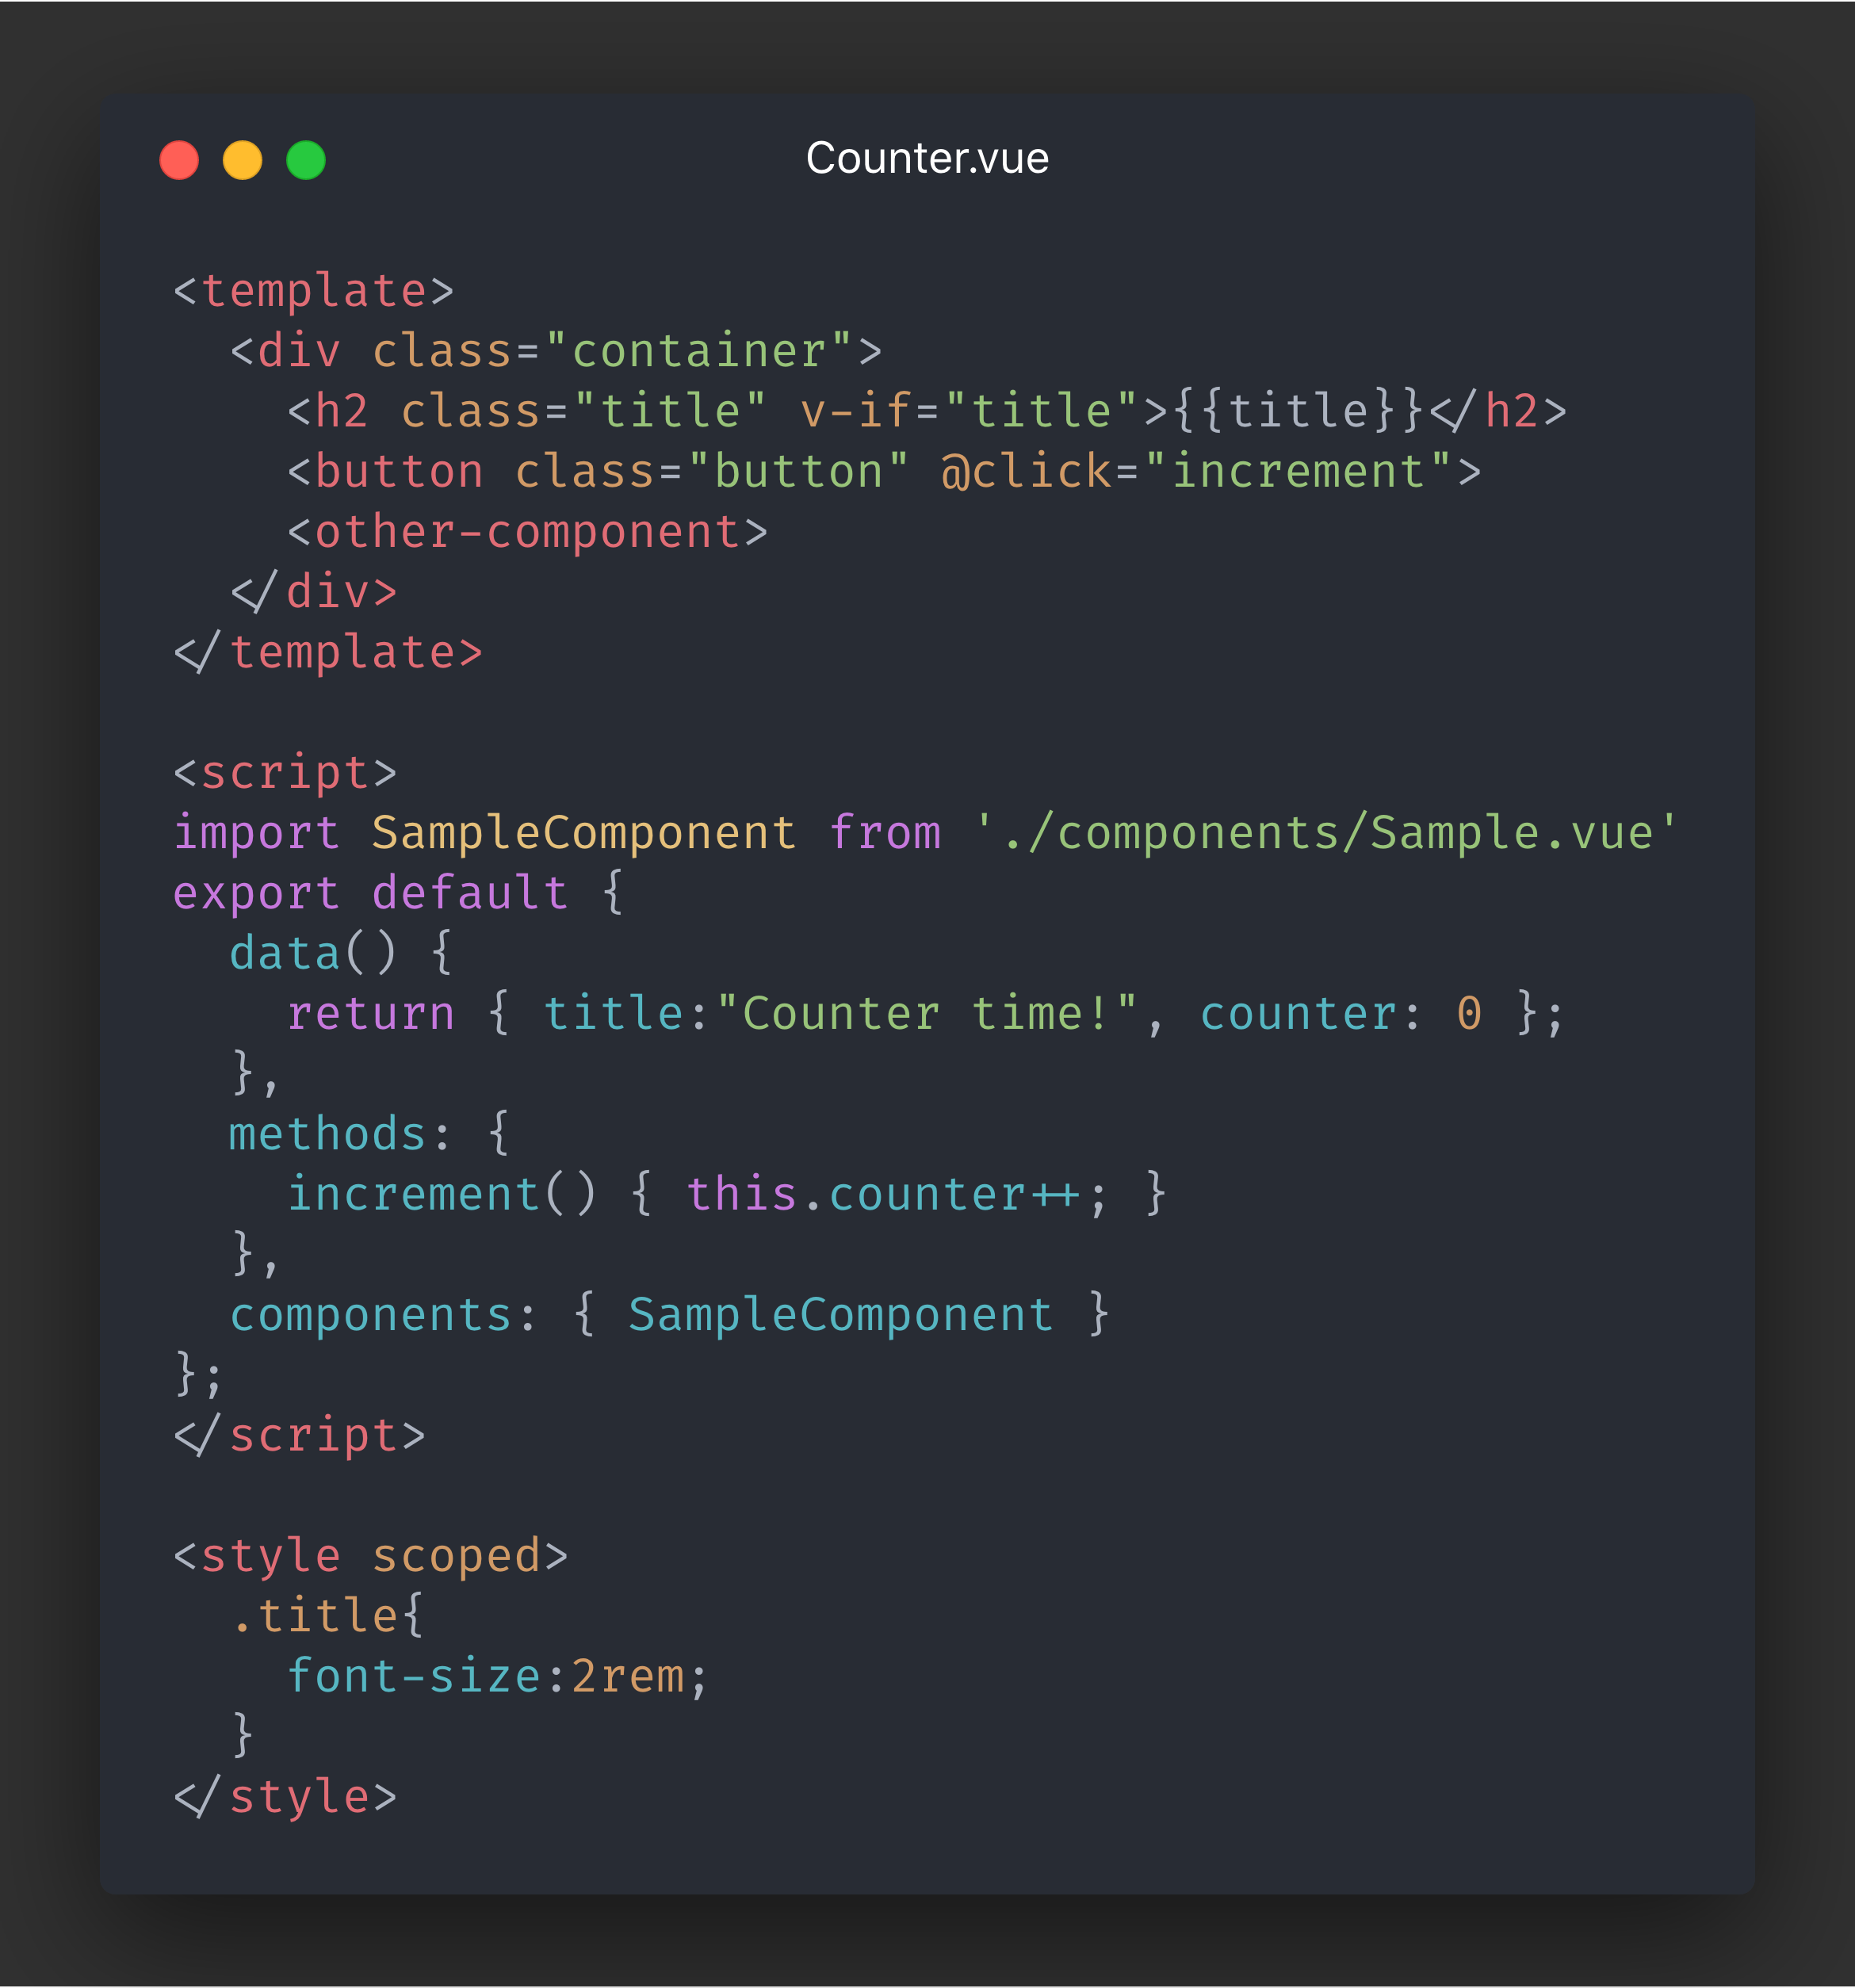 Counter.vue
<template>
  <div class="container">
    <h2 class="title" v-if="title">{{title}}</h2>
    <button class="button" @click="increment">
    <other-component>
  </div>
</template>

<script>
import SampleComponent from './components/Sample.vue'
export default {
  data() {
    return { title:"Counter time!", counter: 0 };
  },
  methods: {
    increment() { this.counter++; }
  },
  components: { SampleComponent }
};
</script>

<style scoped>
  .title{
    font-size:2rem;
  }
</style>